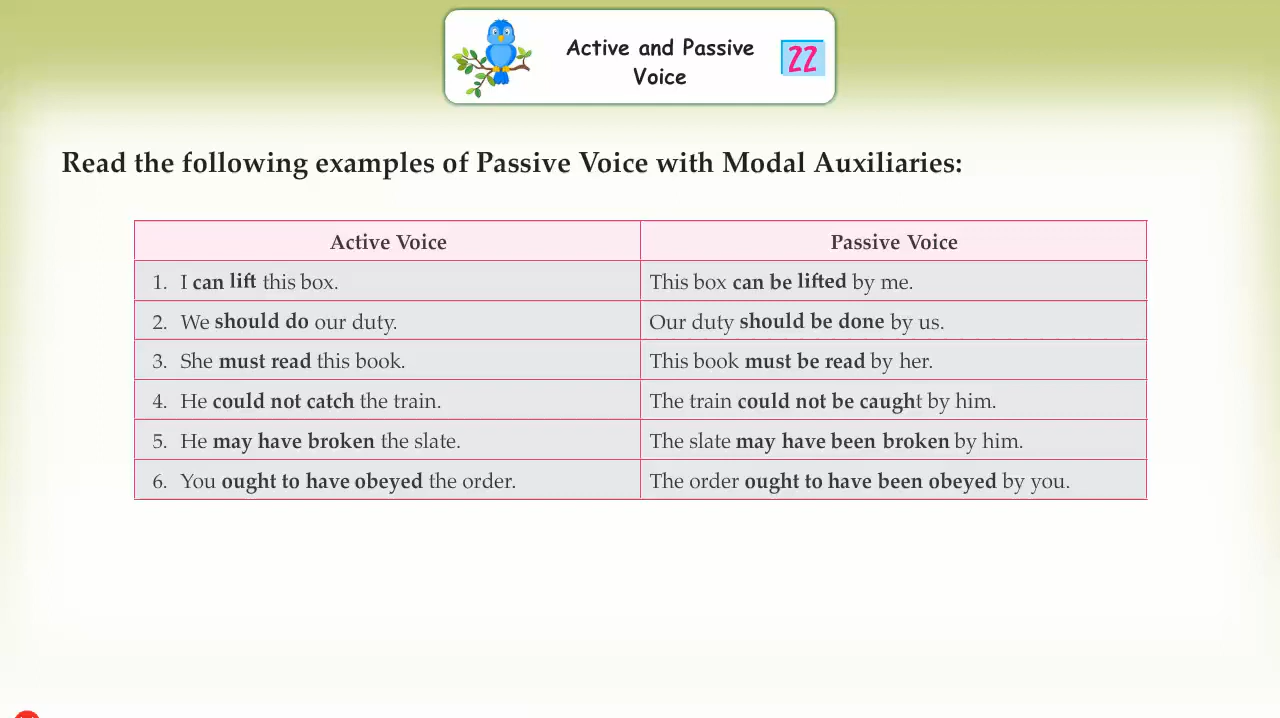 Active and Passive
Voice
22
Read the following examples of Passive Voice with Modal Auxiliaries:
Active Voice Passive Voice
1. I can lift this box. This box can be lifted by me.
2. We should do our duty. Our duty should be done by us.
3. She must read this book. This book must be read by her.
4. He could not catch the train. The train could not be caught by him.
5. He may have broken the slate. The slate may have been broken by him.
6. You ought to have obeyed the order. The order ought to have been obeyed by you.